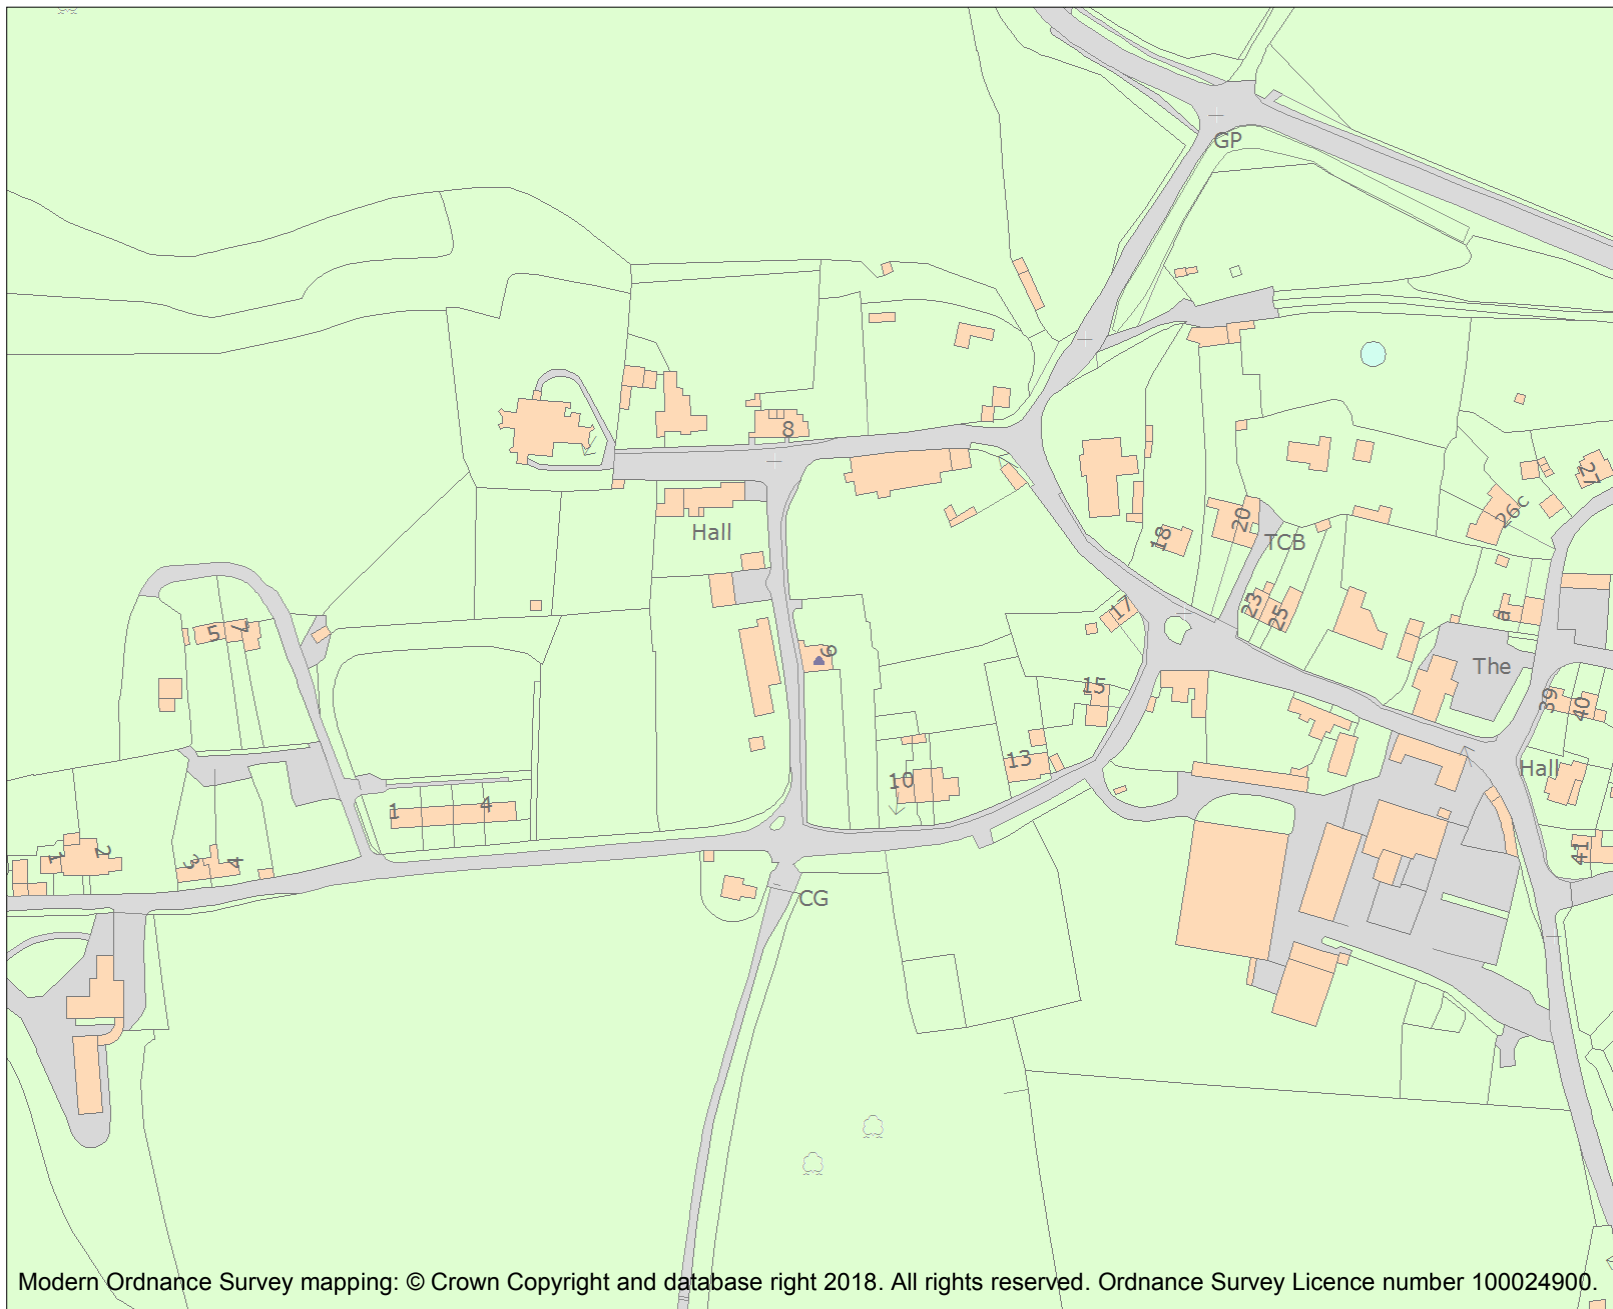 GP
8
Hall
27
26c
20
18
TCB
17
23
25
a
5
7
6
The
15
39
40
13
10
Hall
1
4
1
2
3
4
41
CG
Modern Ordnance Survey mapping: © Crown Copyright and database right 2018. All rights reserved. Ordnance Survey Licence number 100024900.